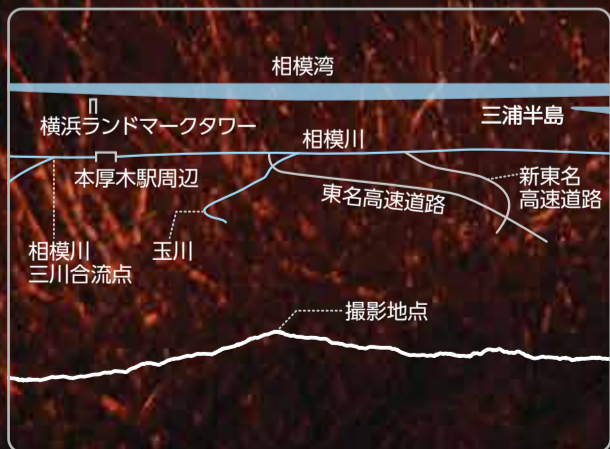 相模湾
横浜ランドマークタワー
三浦半島
相模川
本厚木駅周辺
新東名
高速道路
東名高速道路
相模川
三川合流点
玉川
撮影地点